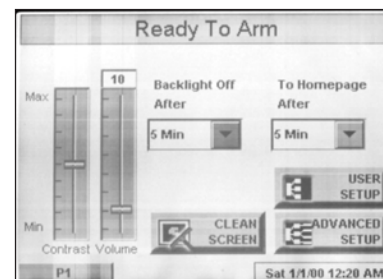 Ready To Arm
10
Max
Min
Contrast Volume
Backlight Off
After
5 Min
To Homepage
After
5 Min
USER
SETUP
CLEAN
SCREEN
ADVANCED
SETUP
P1
Sat 1/1/00 12:20 AM